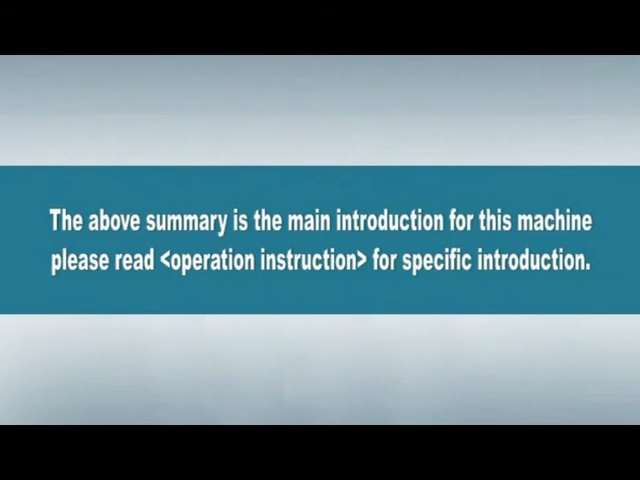 The above summary is the main introduction for this machine
please read <operation instruction> for specific introduction.